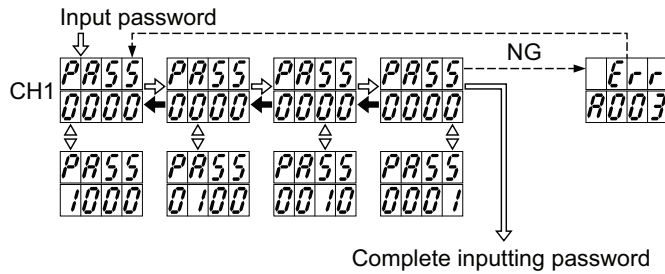 Input password
NG
CH1
PASS PASS PASS PASS Err
0000 0000 0000 0000 A003
PASS PASS PASS PASS
1000 0100 0010 0001
Complete inputting password